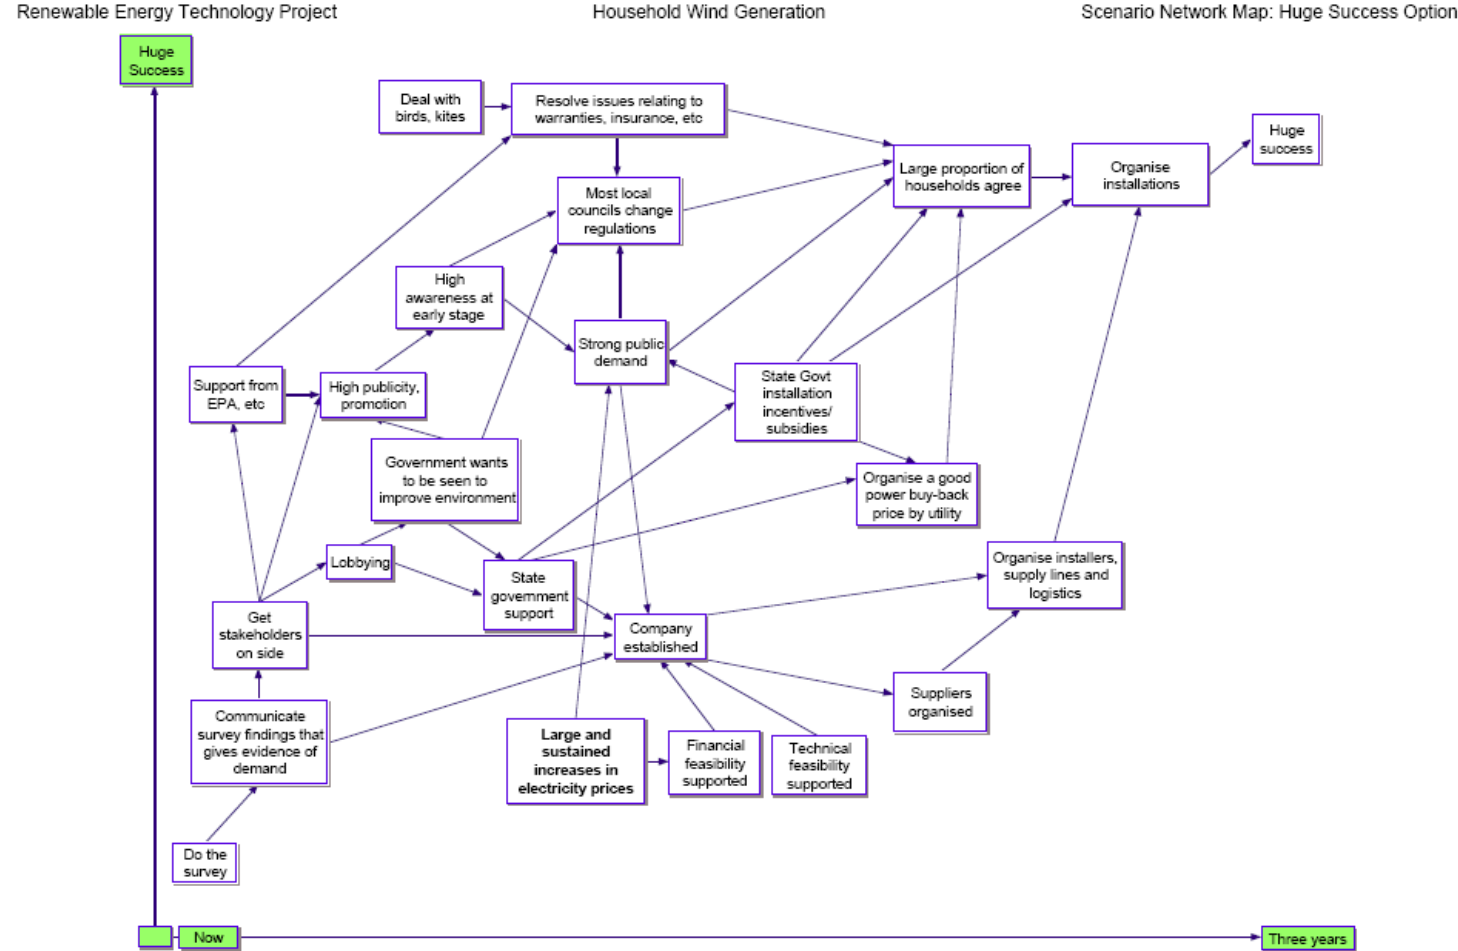 Renewable Energy Technology Project
Household Wind Generation
Scenario Network Map: Huge Success Option
Huge
Success
Deal with
birds, kites
Resolve issues relating to
warranties, insurance, etc
Huge
success
Large proportion of
households agree
Organise
installations
Most local
councils change
regulations
High
awareness at
early stage
Strong public
demand
Support from
EPA, etc
High publicity,
promotion
State Govt
installation
incentives/
subsidies
Government wants
to be seen to
improve environment
Organise a good
power buy-back
price by utility
Lobbying
State
government
support
Organise installers,
supply lines and
logistics
Get
stakeholders
on side
Company
established
Suppliers
organised
Communicate
survey findings that
gives evidence of
demand
Large and
sustained
increases in
electricity prices
Financial
feasibility
supported
Technical
feasibility
supported
Do the
survey
Now
Three years